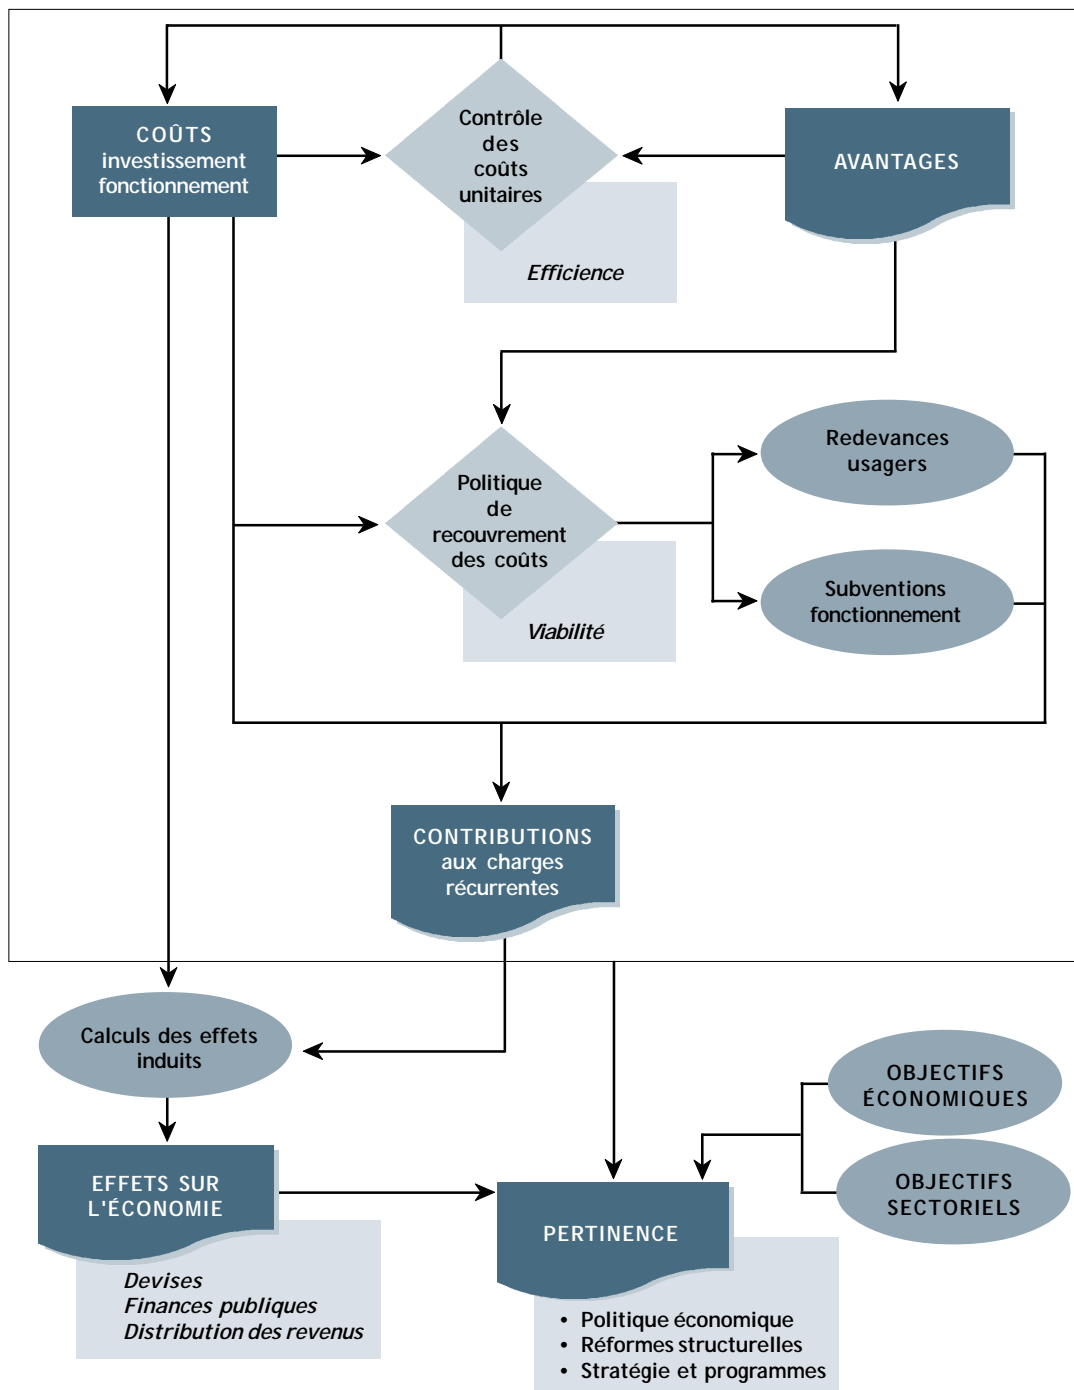 COÛTS
investissement
fonctionnement
Contrôle
des
coûts
unitaires
AVANTAGES
Efficience
Politique
de
recouvrement
des coûts
Viabilité
Redevances
usagers
Subventions
fonctionnement
CONTRIBUTIONS
aux charges
récurrentes
Calculs des effets
induits
OBJECTIFS
ÉCONOMIQUES
OBJECTIFS
SECTORIELS
EFFETS SUR
L'ÉCONOMIE
PERTINENCE
Devises
Finances publiques
Distribution des revenus
• Politique économique
• Réformes structurelles
• Stratégie et programmes